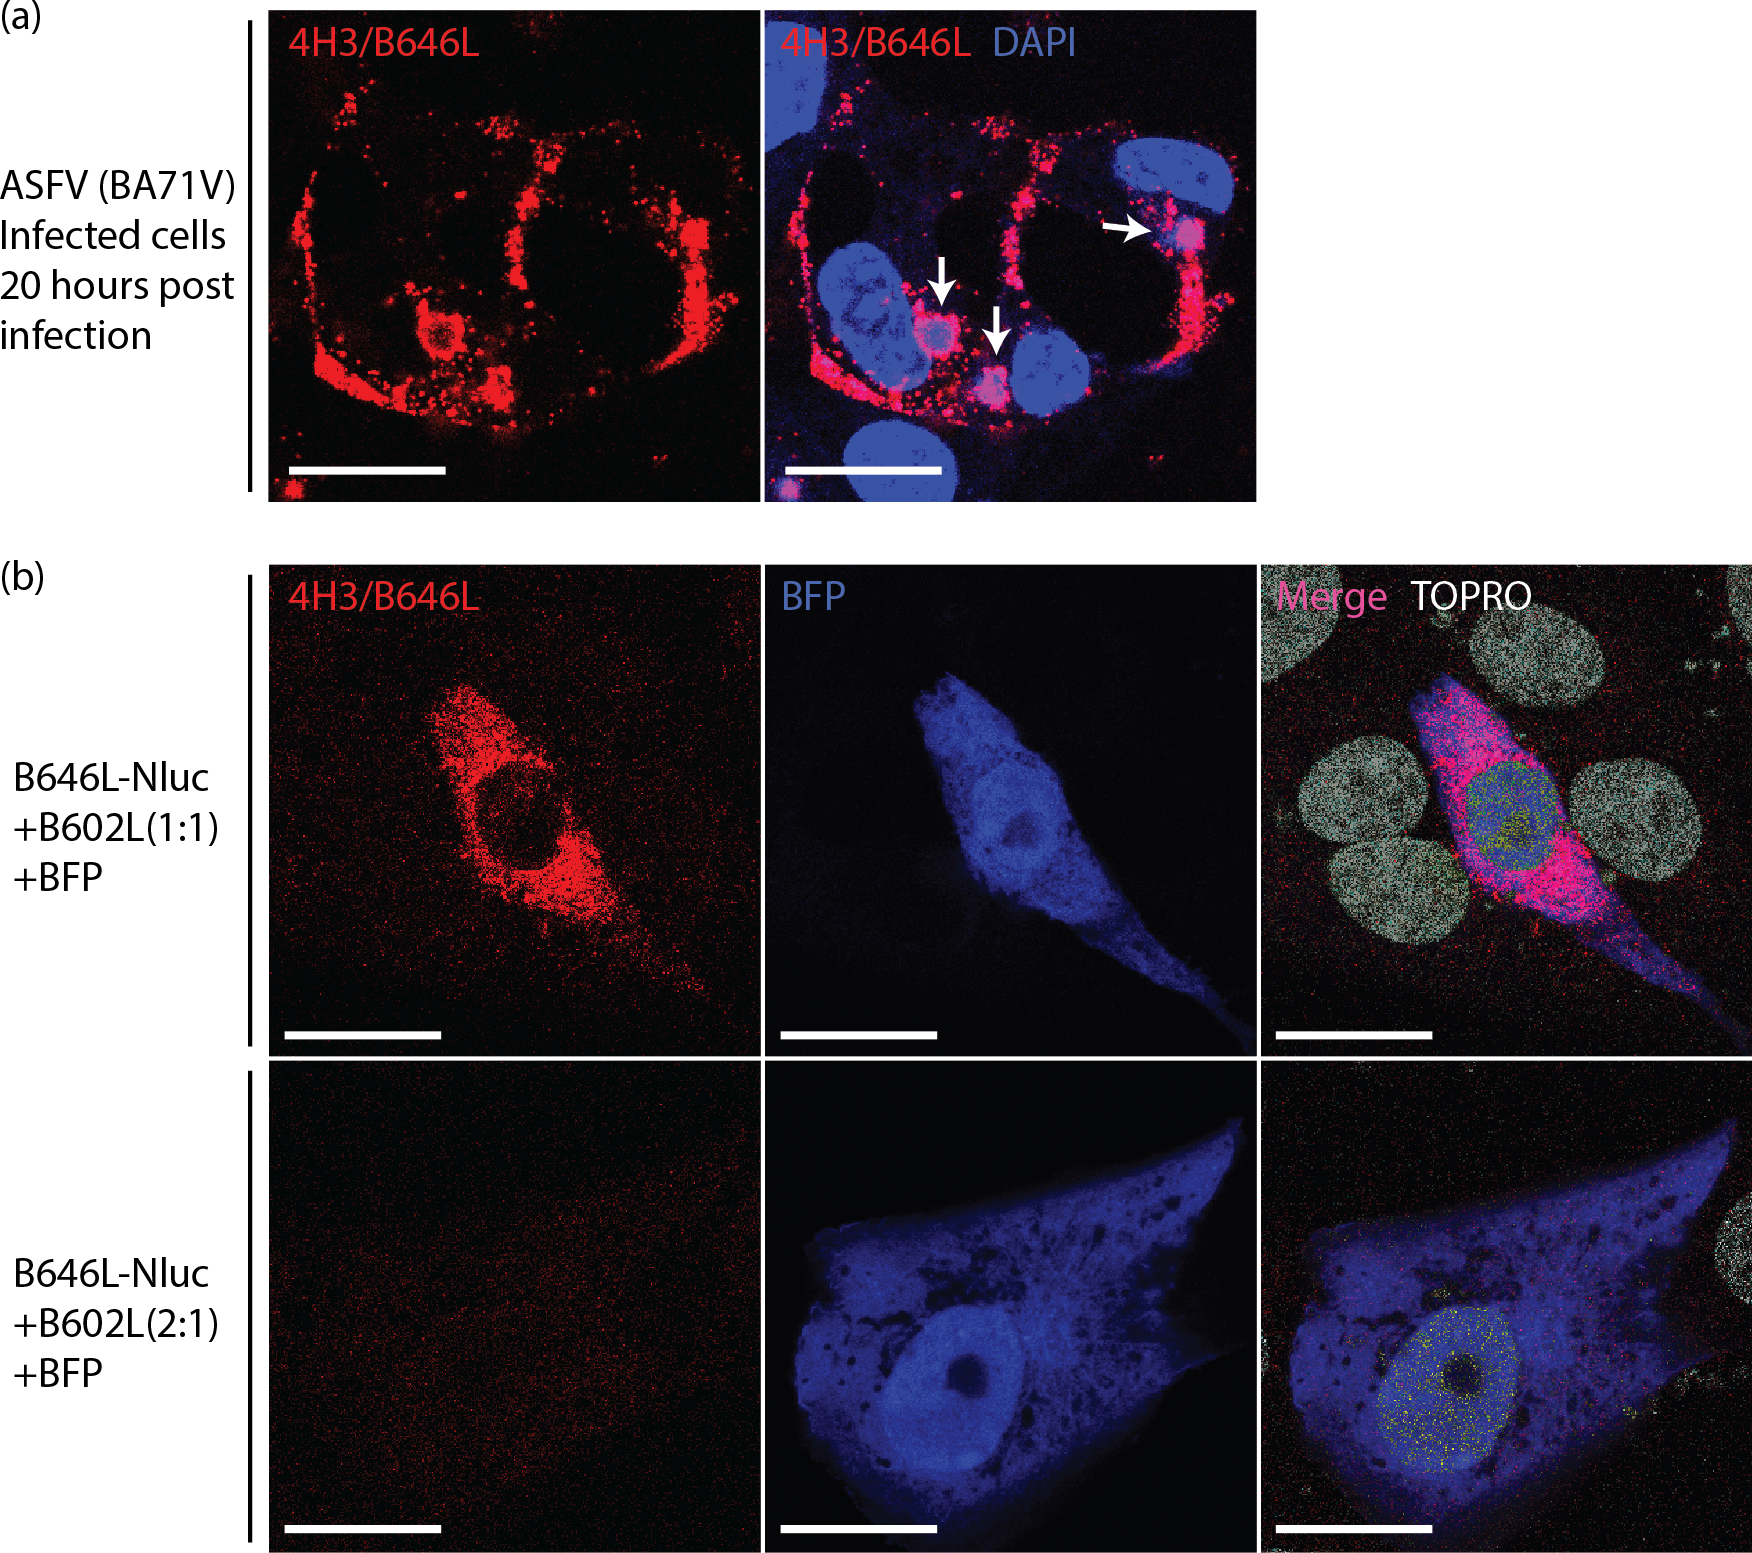 (a)
4H3/B646L
4H3/B646L DAPI
ASFV (BA71V)
Infected cells
20 hours post
infection
(b)
4H3/B646L
BFP
Merge TOPRO
B646L-Nluc
+B602L(1:1)
+BFP
B646L-Nluc
+B602L(2:1)
+BFP